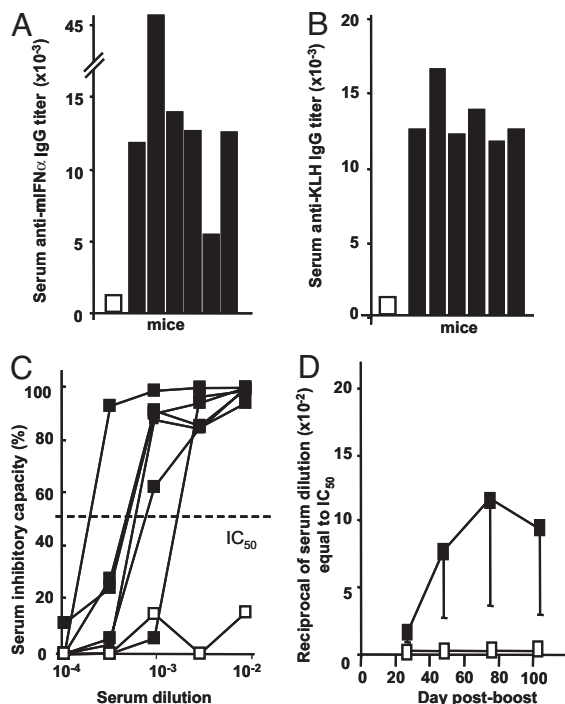 A
Serum anti-mIFNα IgG titer (x10-3)
45
15
10
5
0
mice
B
Serum anti-KLH IgG titer (x10-3)
20
15
10
5
0
mice
C
Serum inhibitory capacity (%)
100
80
60
40
20
0
IC50
10-4
10-3
10-2
Serum dilution
D
Reciprocal of serum dilution (x10-2)
equal to IC50
20
15
10
5
0
0 20 40 60 80 100
Day post-boost